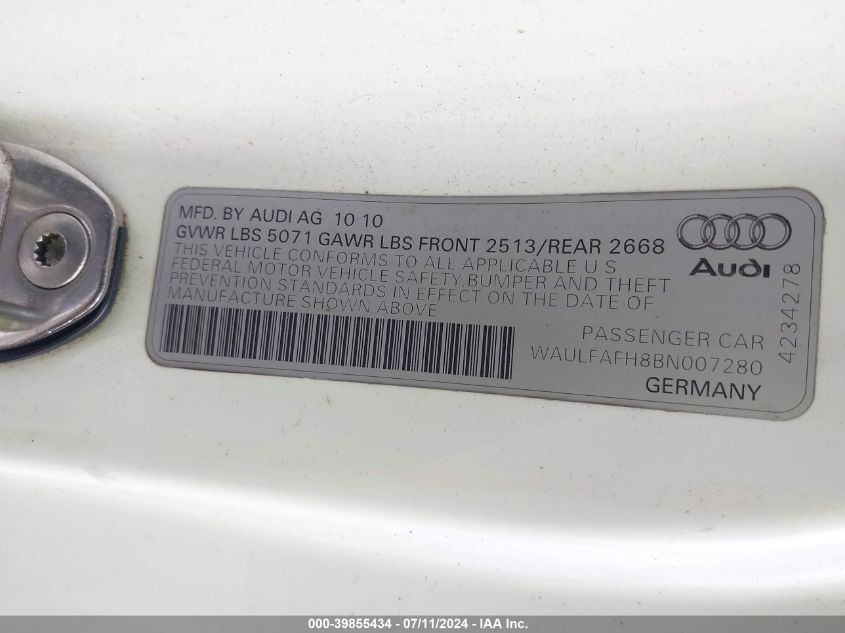 MFD. BY AUDI AG 10 10
GVWR LBS 5071 GAWR LBS FRONT 2513/REAR 2668
THIS VEHICLE CONFORMS TO ALL APPLICABLE U S
FEDERAL MOTOR VEHICLE SAFETY, BUMPER AND THEFT
PREVENTION STANDARDS IN EFFECT ON THE DATE OF
MANUFACTURE SHOWN ABOVE
Audi
PASSENGER CAR
WAULFAFH8BN007280
GERMANY
4234278
000-39855434 - 07/11/2024 - IAA Inc.